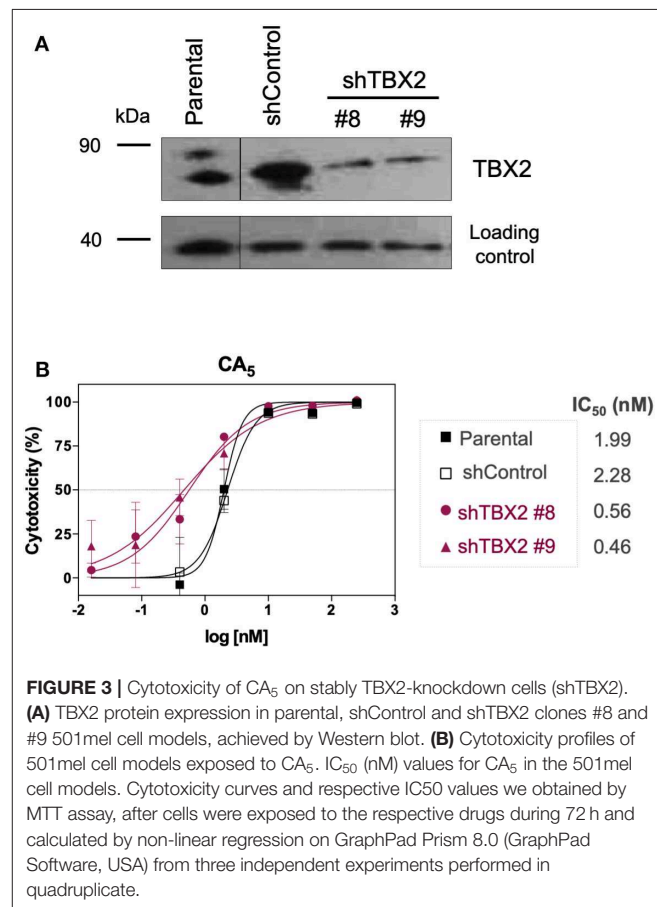 A
Parental
shControl
shTBX2
kDa
#8 #9
90
TBX2
40
Loading
control
B
CA5
100
75
50
25
0
Cytotoxicity (%)
-2 -1 0 1 2 3
log [nM]
IC50 (nM)
Parental 1.99
shControl 2.28
shTBX2 #8 0.56
shTBX2 #9 0.46
FIGURE 3 | Cytotoxicity of CA5 on stably TBX2-knockdown cells (shTBX2).
(A) TBX2 protein expression in parental, shControl and shTBX2 clones #8 and
#9 501mel cell models, achieved by Western blot. (B) Cytotoxicity profiles of
501mel cell models exposed to CA5. IC50 (nM) values for CA5 in the 501mel
cell models. Cytotoxicity curves and respective IC50 values we obtained by
MTT assay, after cells were exposed to the respective drugs during 72 h and
calculated by non-linear regression on GraphPad Prism 8.0 (GraphPad
Software, USA) from three independent experiments performed in
quadruplicate.